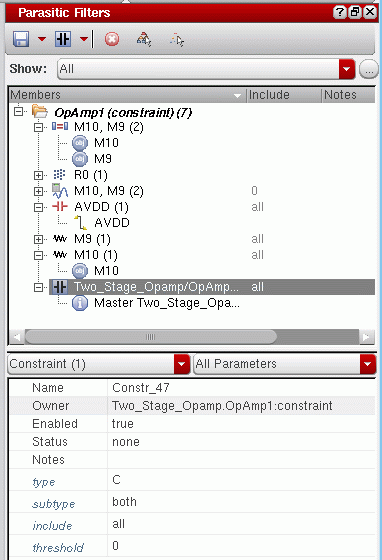 Parasitic Filters
Show: All
Members Include Notes
OpAmp1 (constraint) (7)
M10, M9 (2)
M10
M9
R0 (1)
M10, M9 (2) 0
AVDD (1) all
AVDD
M9 (1) all
M10 (1) all
M10
Two_Stage_Opamp/OpAmp... all
Master Two_Stage_Opa...
Constraint (1) All Parameters
Name Constr_47
Owner Two_Stage_Opamp.OpAmp1:constraint
Enabled true
Status none
Notes
type C
subtype both
include all
threshold 0